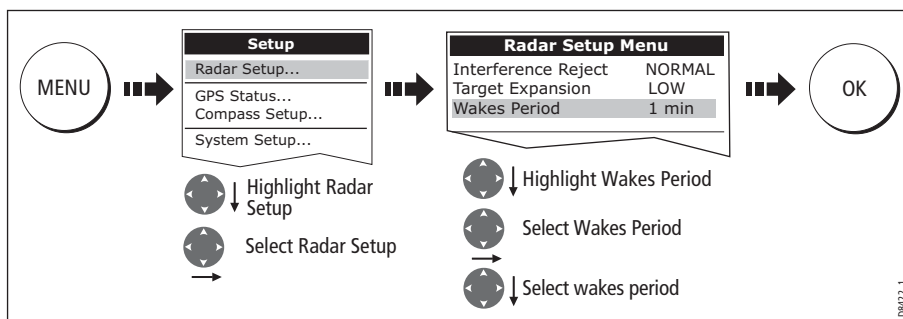 MENU
Setup
Radar Setup...
GPS Status...
Compass Setup...
System Setup...
Highlight Radar
Setup
Select Radar Setup
Radar Setup Menu
Interference Reject NORMAL
Target Expansion LOW
Wakes Period 1 min
Highlight Wakes Period
Select Wakes Period
Select wakes period
OK
D8422_1